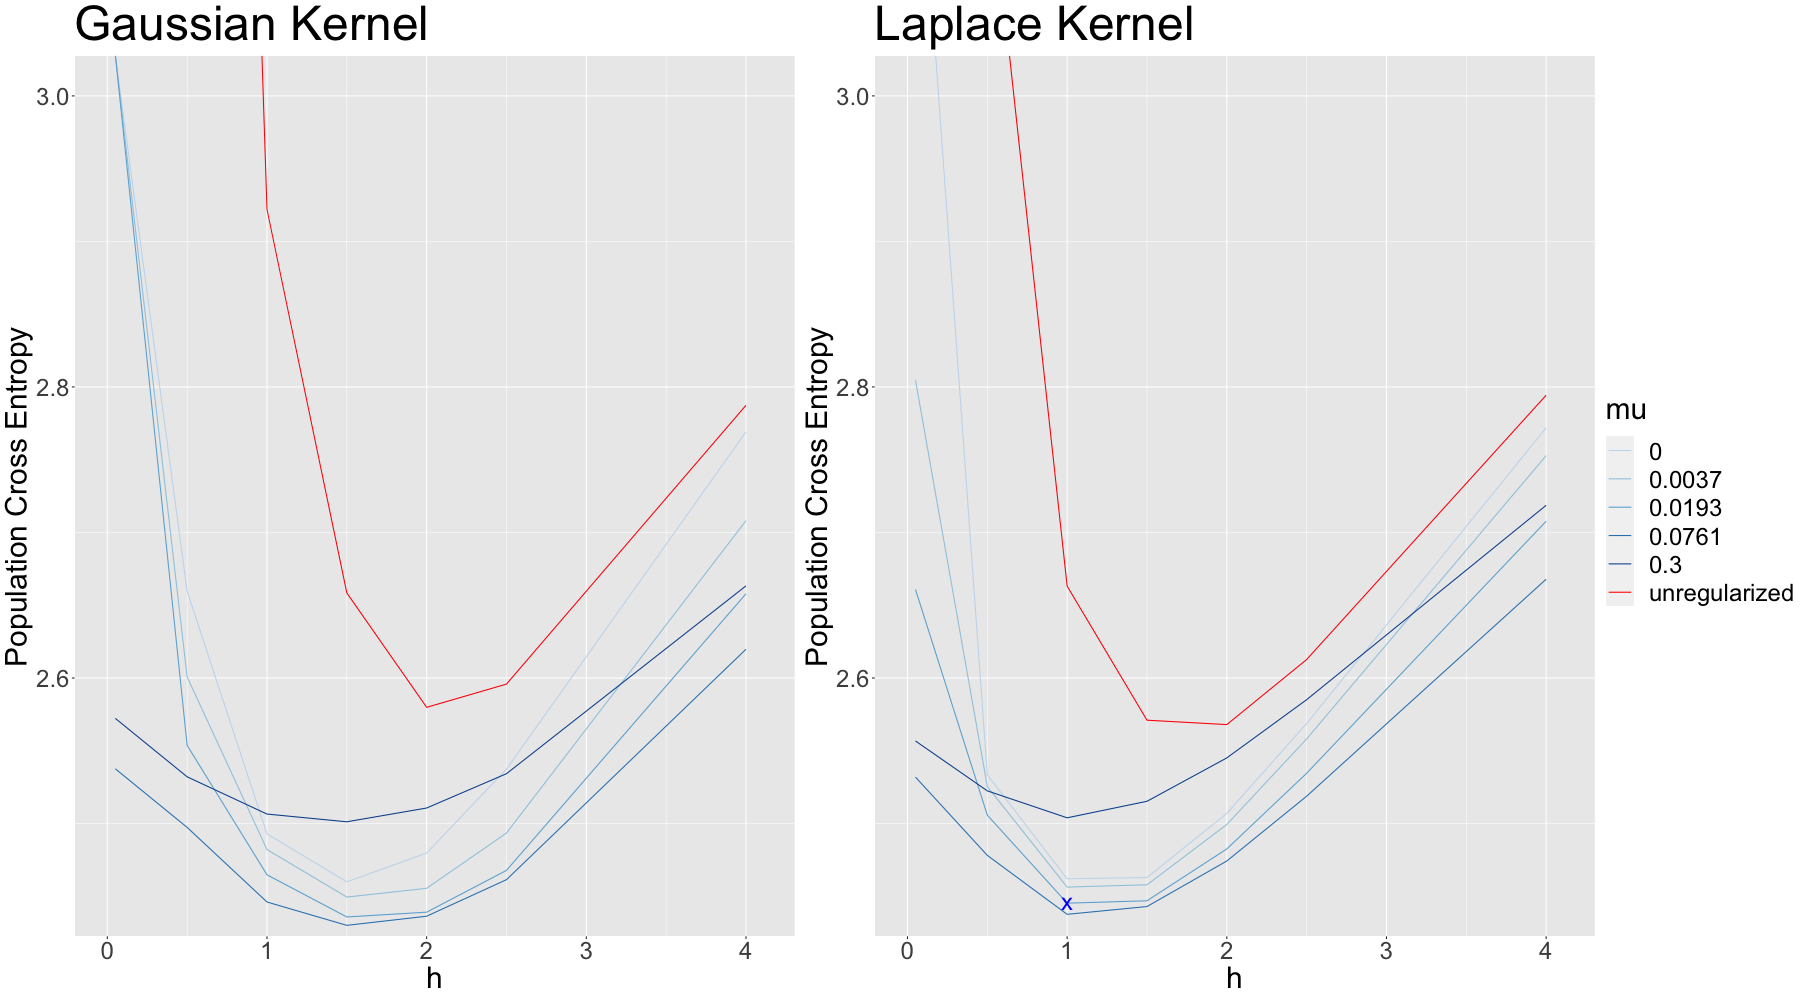 Gaussian Kernel
Population Cross Entropy
3.0
2.8
2.6
0 1 2 3 4
h
Laplace Kernel
Population Cross Entropy
3.0
2.8
2.6
x
0 1 2 3 4
h
mu
0
0.0037
0.0193
0.0761
0.3
unregularized